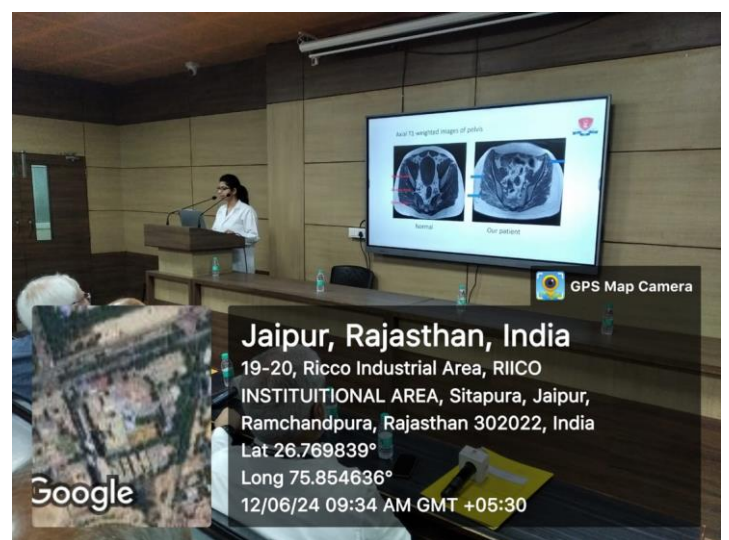 Axial T1-weighted images of pelvis
Normal
Our patient
GPS Map Camera
Jaipur, Rajasthan, India
19-20, Ricco Industrial Area, RIICO
INSTITUITIONAL AREA, Sitapura, Jaipur,
Ramchandpura, Rajasthan 302022, India
Lat 26.769839°
Long 75.854636°
12/06/24 09:34 AM GMT +05:30
Google